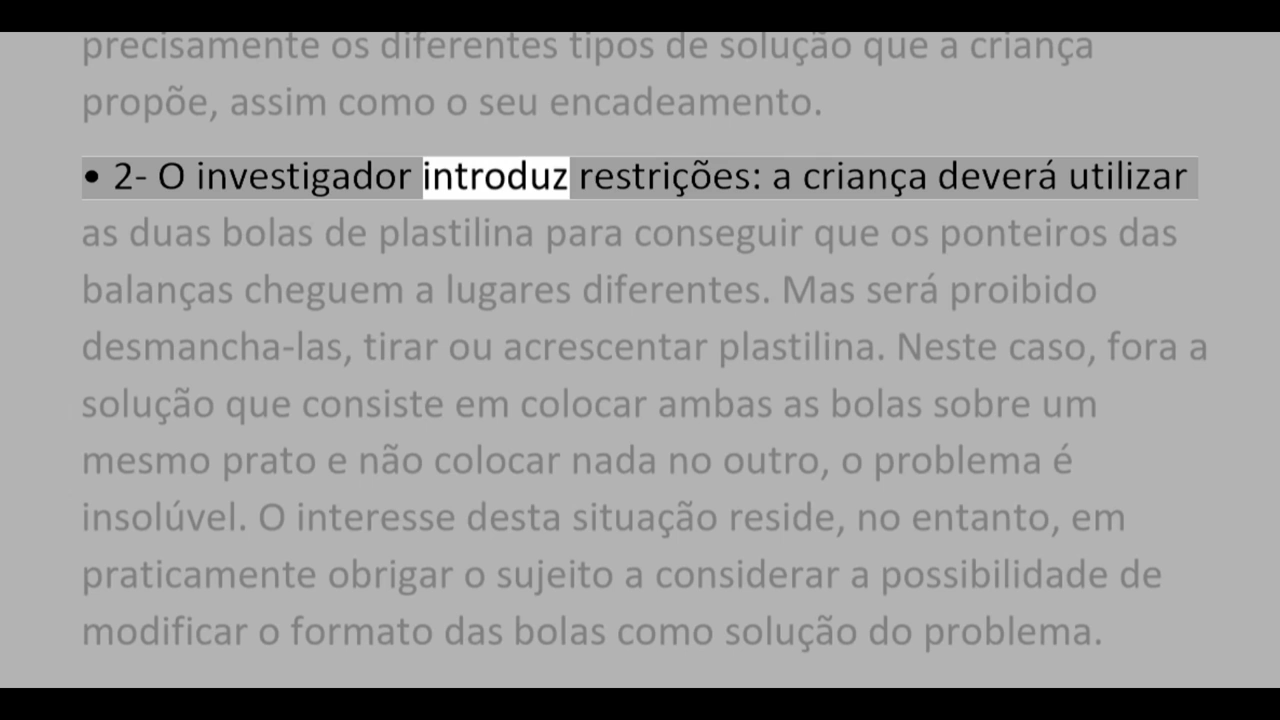 precisamente os diferentes tipos de solução que a criança
propõe, assim como o seu encadeamento.
• 2- O investigador introduz restrições: a criança deverá utilizar
as duas bolas de plastilina para conseguir que os ponteiros das
balanças cheguem a lugares diferentes. Mas será proibido
desmancha-las, tirar ou acrescentar plastilina. Neste caso, fora a
solução que consiste em colocar ambas as bolas sobre um
mesmo prato e não colocar nada no outro, o problema é
insolúvel. O interesse desta situação reside, no entanto, em
praticamente obrigar o sujeito a considerar a possibilidade de
modificar o formato das bolas como solução do problema.